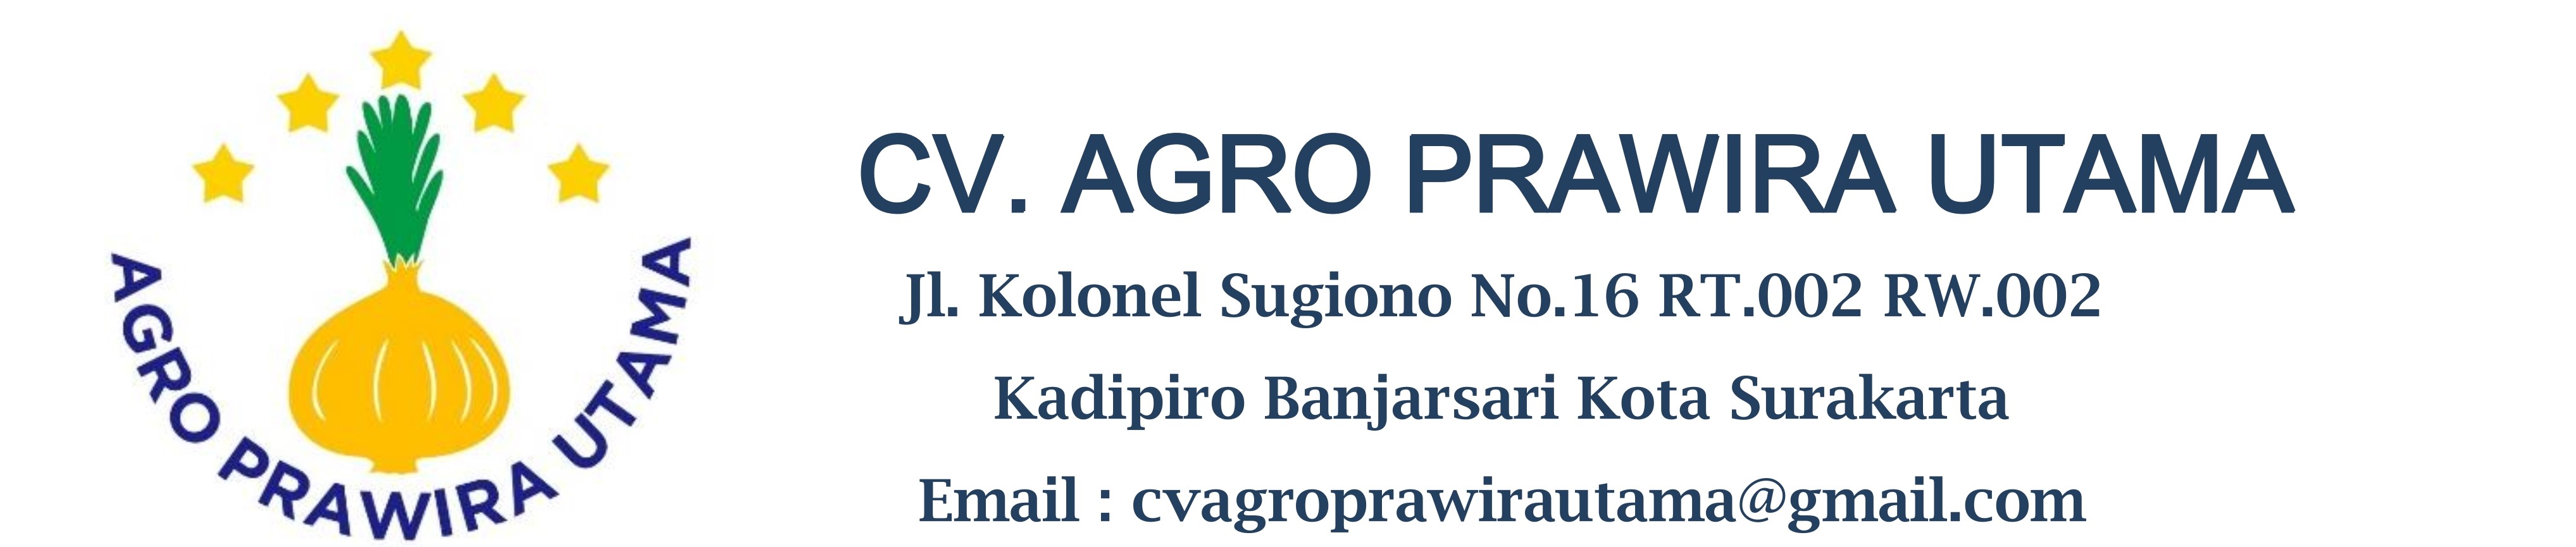 AGRO PRAWIRA UTAMA
CV. AGRO PRAWIRA UTAMA
Jl. Kolonel Sugiono No.16 RT.002 RW.002
Kadipiro Banjarsari Kota Surakarta
Email : cvagroprawirautama@gmail.com